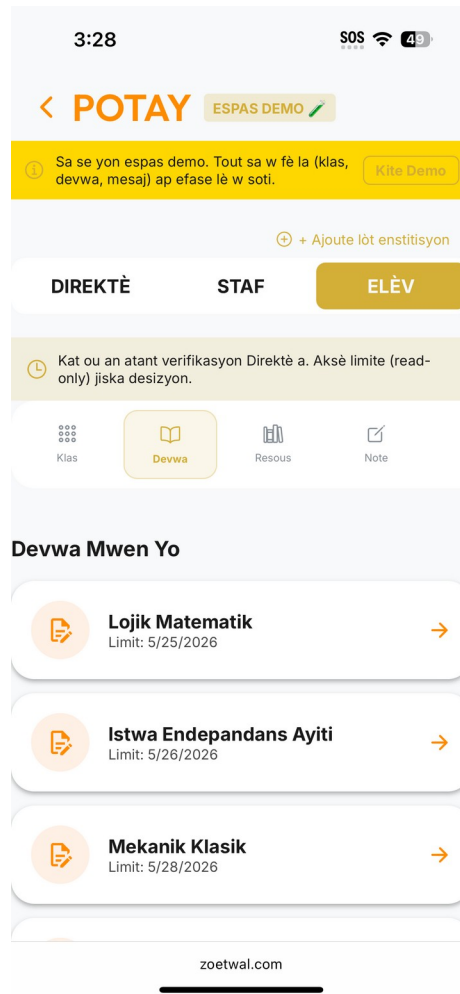 3:28
SOS
49
POTAY
ESPAS DEMO
Sa se yon espas demo. Tout sa w fè la (klas,
devwa, mesaj) ap efase lè w soti.
Kite Demo
+ Ajoute lòt enstitisyon
DIREKTÈ
STAF
ELÈV
Kat ou an atant verifikasyon Direktè a. Aksè limite (read-
only) jiska desizyon.
Klas
Devwa
Resous
Note
Devwa Mwen Yo
Lojik Matematik
Limit: 5/25/2026
Istwa Endepandans Ayiti
Limit: 5/26/2026
Mekanik Klasik
Limit: 5/28/2026
zoetwal.com